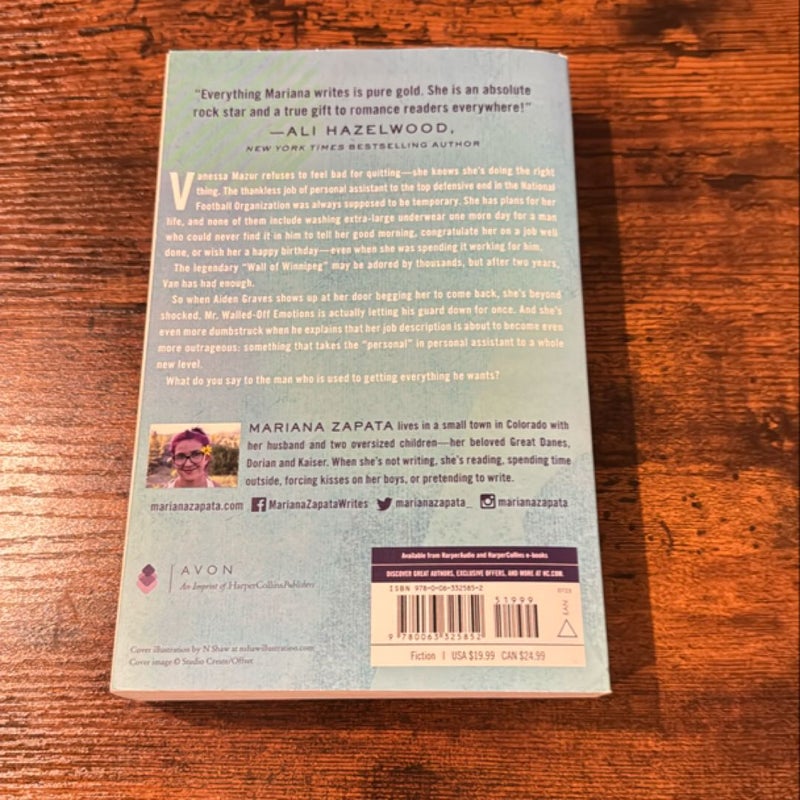 "Everything Mariana writes is pure gold. She is an absolute
rock star and a true gift to romance readers everywhere!"
—ALI HAZELWOOD,
NEW YORK TIMES BESTSELLING AUTHOR
Vanessa Mazur refuses to feel bad for quitting—she knows she's doing the right
thing. The thankless job of personal assistant to the top defensive end in the National
Football Organization was always supposed to be temporary. She has plans for her
life, and none of them include washing extra-large underwear one more day for a man
who could never find it in him to tell her good morning, congratulate her on a job well
done, or wish her a happy birthday—even when she was spending it working for him.
The legendary "Wall of Winnipeg" may be adored by thousands, but after two years,
Van has had enough.
So when Aiden Graves shows up at her door begging her to come back, she's beyond
shocked. Mr. Walled-Off Emotions is actually letting his guard down for once. And she's
even more dumbstruck when he explains that her job description is about to become even
more outrageous: something that takes the "personal" in personal assistant to a whole
new level.
What do you say to the man who is used to getting everything he wants?
MARIANA ZAPATA lives in a small town in Colorado with
her husband and two oversized children—her beloved Great Danes,
Dorian and Kaiser. When she's not writing, she's reading, spending time
outside, forcing kisses on her boys, or pretending to write.
marianazapata.com MarianaZapataWrites marianazapata_ marianazapata
AVON
An Imprint of HarperCollinsPublishers
Available from HarperAudio and HarperCollins e-books
DISCOVER GREAT AUTHORS, EXCLUSIVE OFFERS, AND MORE AT HC.COM.
ISBN 978-0-06-332585-2
51999
EAN
9 780063 325852
Fiction | USA $19.99 CAN $24.99
Cover illustration by N Shaw at nshawillustration.com
Cover image © Studio Creens/Offset